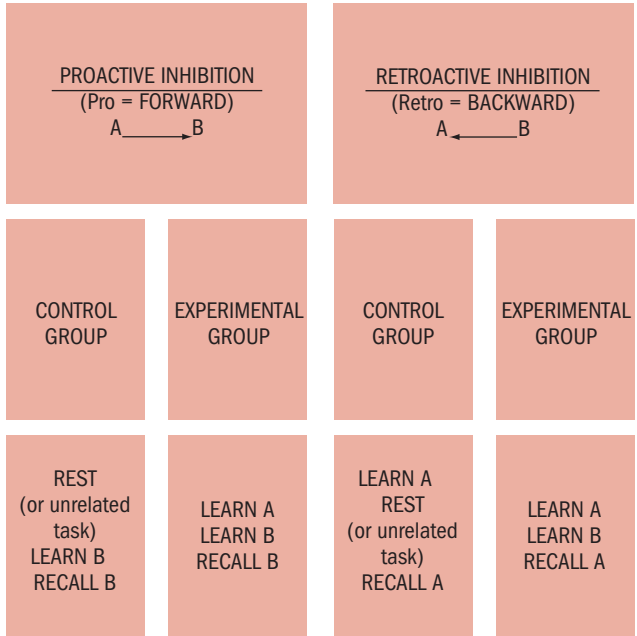 PROACTIVE INHIBITION
(Pro = FORWARD)
A B
RETROACTIVE INHIBITION
(Retro = BACKWARD)
A B
CONTROL
GROUP
EXPERIMENTAL
GROUP
CONTROL
GROUP
EXPERIMENTAL
GROUP
REST
(or unrelated
task)
LEARN B
RECALL B
LEARN A
LEARN B
RECALL B
LEARN A
REST
(or unrelated
task)
RECALL A
LEARN A
LEARN B
RECALL A